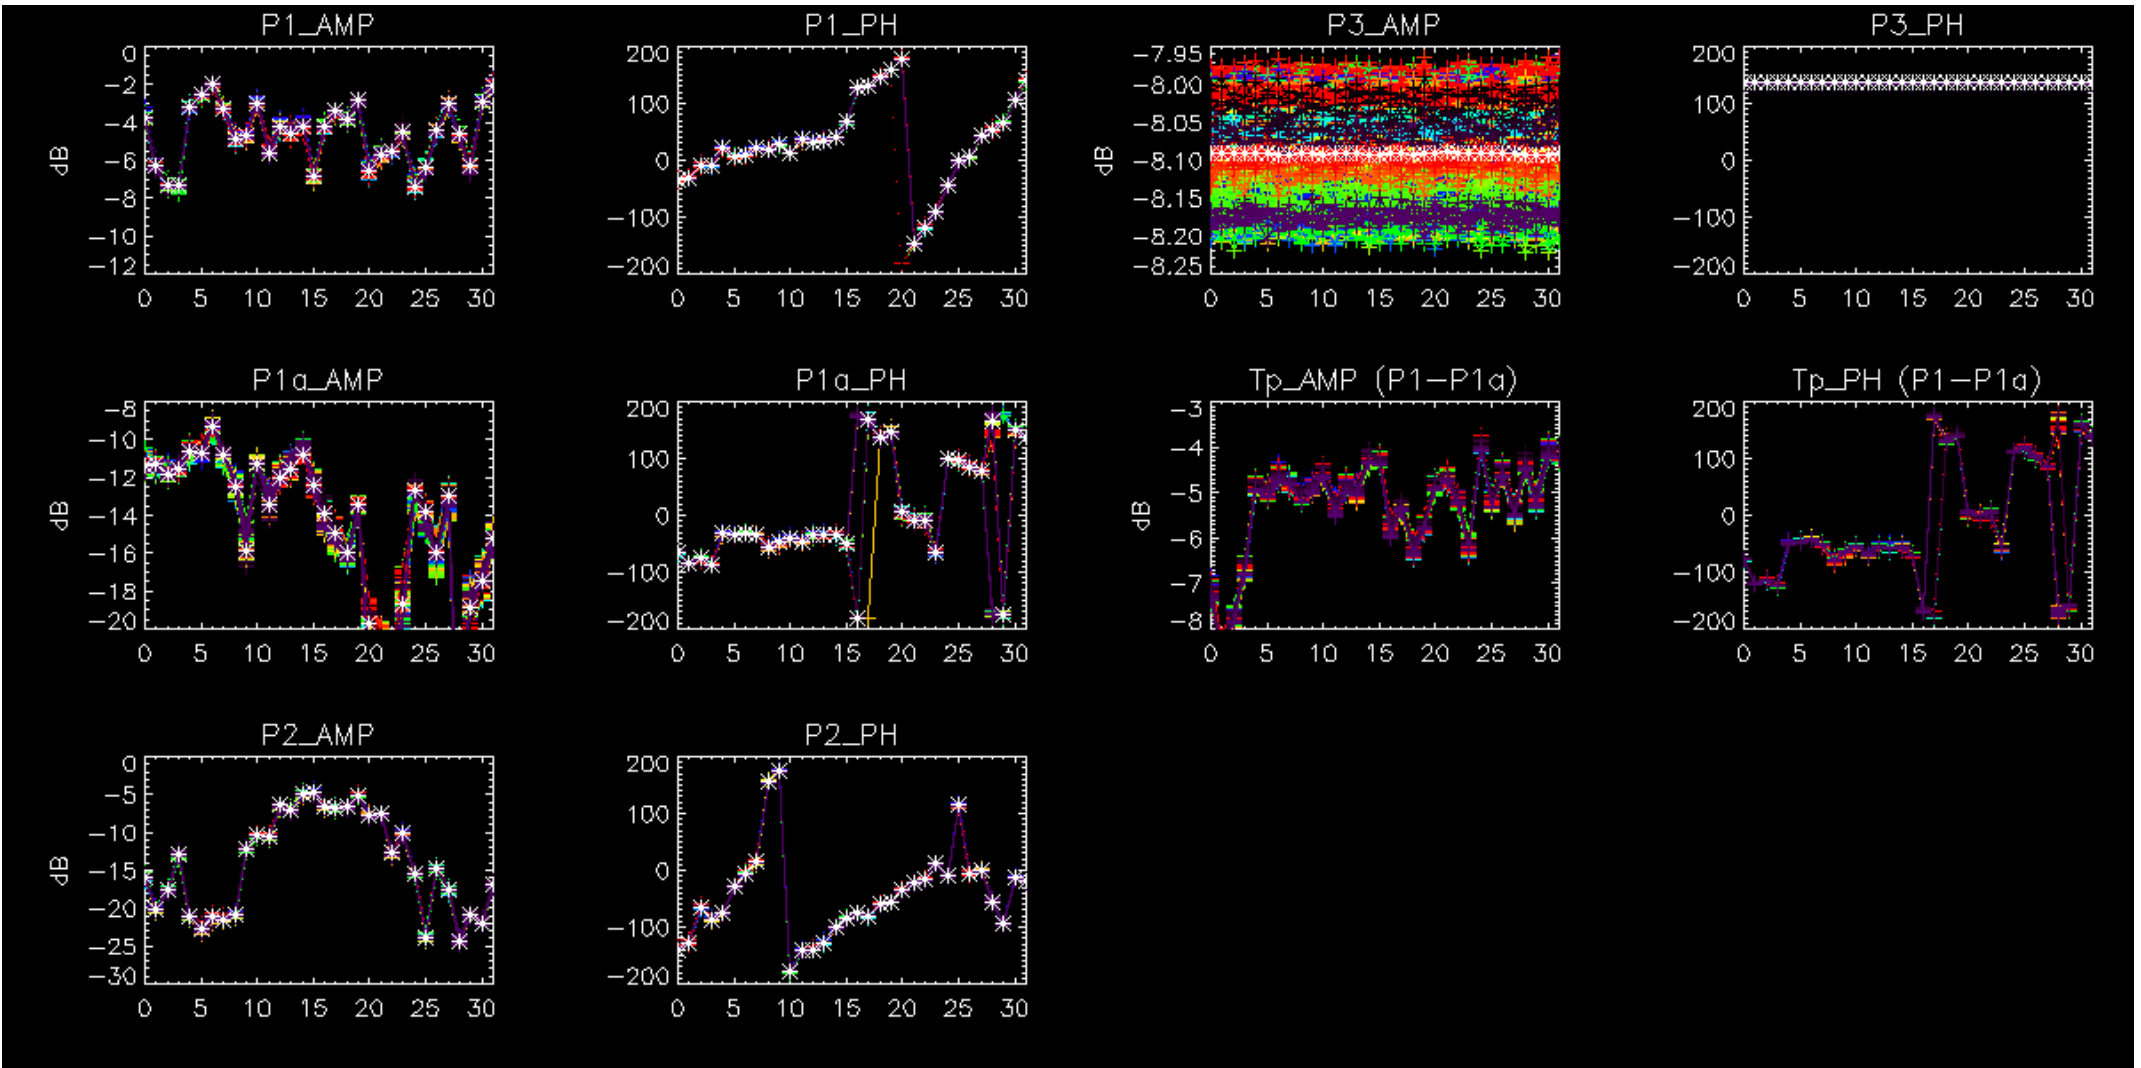 P1_AMP
0
−2
−4
−6
−8
−10
−12
dB
0 5 10 15 20 25 30
P1_PH
200
100
0
−100
−200
0 5 10 15 20 25 30
P3_AMP
−7.95
−8.00
−8.05
−8.10
−8.15
−8.20
−8.25
dB
0 5 10 15 20 25 30
P3_PH
200
100
0
−100
−200
0 5 10 15 20 25 30
P1a_AMP
−8
−10
−12
−14
−16
−18
−20
dB
0 5 10 15 20 25 30
P1a_PH
200
100
0
−100
−200
0 5 10 15 20 25 30
Tp_AMP (P1−P1a)
−3
−4
−5
−6
−7
−8
dB
0 5 10 15 20 25 30
Tp_PH (P1−P1a)
200
100
0
−100
−200
0 5 10 15 20 25 30
P2_AMP
0
−5
−10
−15
−20
−25
−30
dB
0 5 10 15 20 25 30
P2_PH
200
100
0
−100
−200
0 5 10 15 20 25 30